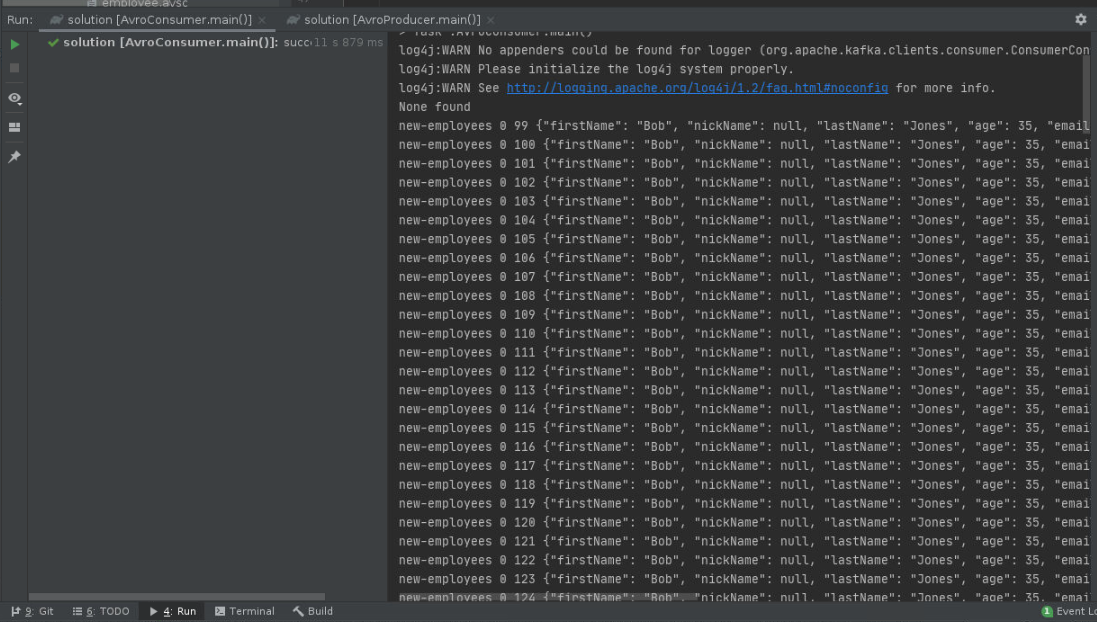 employee.avsc
Run: solution [AvroConsumer.main()] × solution [AvroProducer.main()] ×
solution [AvroConsumer.main()]: succ 11 s 879 ms
> Task :AvroConsumer.main()
log4j:WARN No appenders could be found for logger (org.apache.kafka.clients.consumer.ConsumerCon
log4j:WARN Please initialize the log4j system properly.
log4j:WARN See http://logging.apache.org/log4j/1.2/faq.html#noconfig for more info.
None found
new-employees 0 99 {"firstName": "Bob", "nickName": null, "lastName": "Jones", "age": 35, "email
new-employees 0 100 {"firstName": "Bob", "nickName": null, "lastName": "Jones", "age": 35, "emai
new-employees 0 101 {"firstName": "Bob", "nickName": null, "lastName": "Jones", "age": 35, "emai
new-employees 0 102 {"firstName": "Bob", "nickName": null, "lastName": "Jones", "age": 35, "emai
new-employees 0 103 {"firstName": "Bob", "nickName": null, "lastName": "Jones", "age": 35, "emai
new-employees 0 104 {"firstName": "Bob", "nickName": null, "lastName": "Jones", "age": 35, "emai
new-employees 0 105 {"firstName": "Bob", "nickName": null, "lastName": "Jones", "age": 35, "emai
new-employees 0 106 {"firstName": "Bob", "nickName": null, "lastName": "Jones", "age": 35, "emai
new-employees 0 107 {"firstName": "Bob", "nickName": null, "lastName": "Jones", "age": 35, "emai
new-employees 0 108 {"firstName": "Bob", "nickName": null, "lastName": "Jones", "age": 35, "emai
new-employees 0 109 {"firstName": "Bob", "nickName": null, "lastName": "Jones", "age": 35, "emai
new-employees 0 110 {"firstName": "Bob", "nickName": null, "lastName": "Jones", "age": 35, "emai
new-employees 0 111 {"firstName": "Bob", "nickName": null, "lastName": "Jones", "age": 35, "emai
new-employees 0 112 {"firstName": "Bob", "nickName": null, "lastName": "Jones", "age": 35, "emai
new-employees 0 113 {"firstName": "Bob", "nickName": null, "lastName": "Jones", "age": 35, "emai
new-employees 0 114 {"firstName": "Bob", "nickName": null, "lastName": "Jones", "age": 35, "emai
new-employees 0 115 {"firstName": "Bob", "nickName": null, "lastName": "Jones", "age": 35, "emai
new-employees 0 116 {"firstName": "Bob", "nickName": null, "lastName": "Jones", "age": 35, "emai
new-employees 0 117 {"firstName": "Bob", "nickName": null, "lastName": "Jones", "age": 35, "emai
new-employees 0 118 {"firstName": "Bob", "nickName": null, "lastName": "Jones", "age": 35, "emai
new-employees 0 119 {"firstName": "Bob", "nickName": null, "lastName": "Jones", "age": 35, "emai
new-employees 0 120 {"firstName": "Bob", "nickName": null, "lastName": "Jones", "age": 35, "emai
new-employees 0 121 {"firstName": "Bob", "nickName": null, "lastName": "Jones", "age": 35, "emai
new-employees 0 122 {"firstName": "Bob", "nickName": null, "lastName": "Jones", "age": 35, "emai
new-employees 0 123 {"firstName": "Bob", "nickName": null, "lastName": "Jones", "age": 35, "emai
new-employees 0 124 {"firstName": "Bob", "nickName": null, "lastName": "Jones", "age": 35, "emai
9: Git 6: TODO 4: Run Terminal Build 1 Event Lo